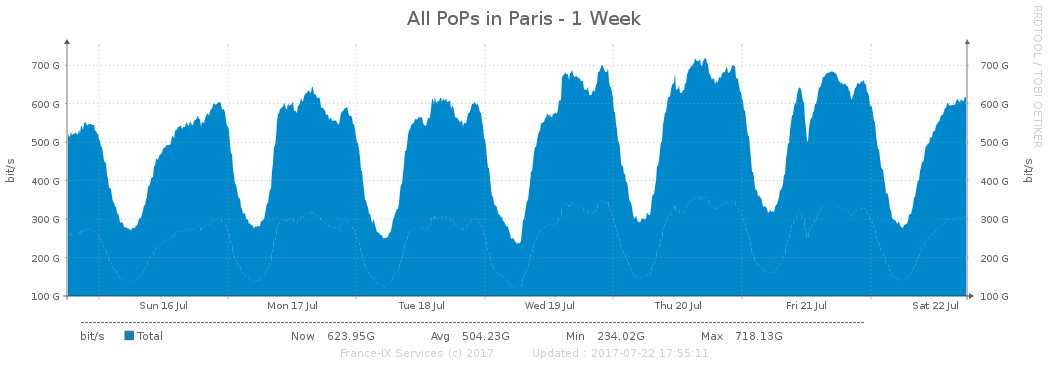 All PoPs in Paris - 1 Week
RRDTOOL / TOBI OETIKER
bit/s
700 G
600 G
500 G
400 G
300 G
200 G
100 G
700 G
600 G
500 G
400 G
300 G
200 G
100 G
bit/s
Sun 16 Jul Mon 17 Jul Tue 18 Jul Wed 19 Jul Thu 20 Jul Fri 21 Jul Sat 22 Jul
bit/s Total Now 623.95G Avg 504.23G Min 234.02G Max 718.13G
France-IX Services (c) 2017 Updated : 2017-07-22 17:55:11